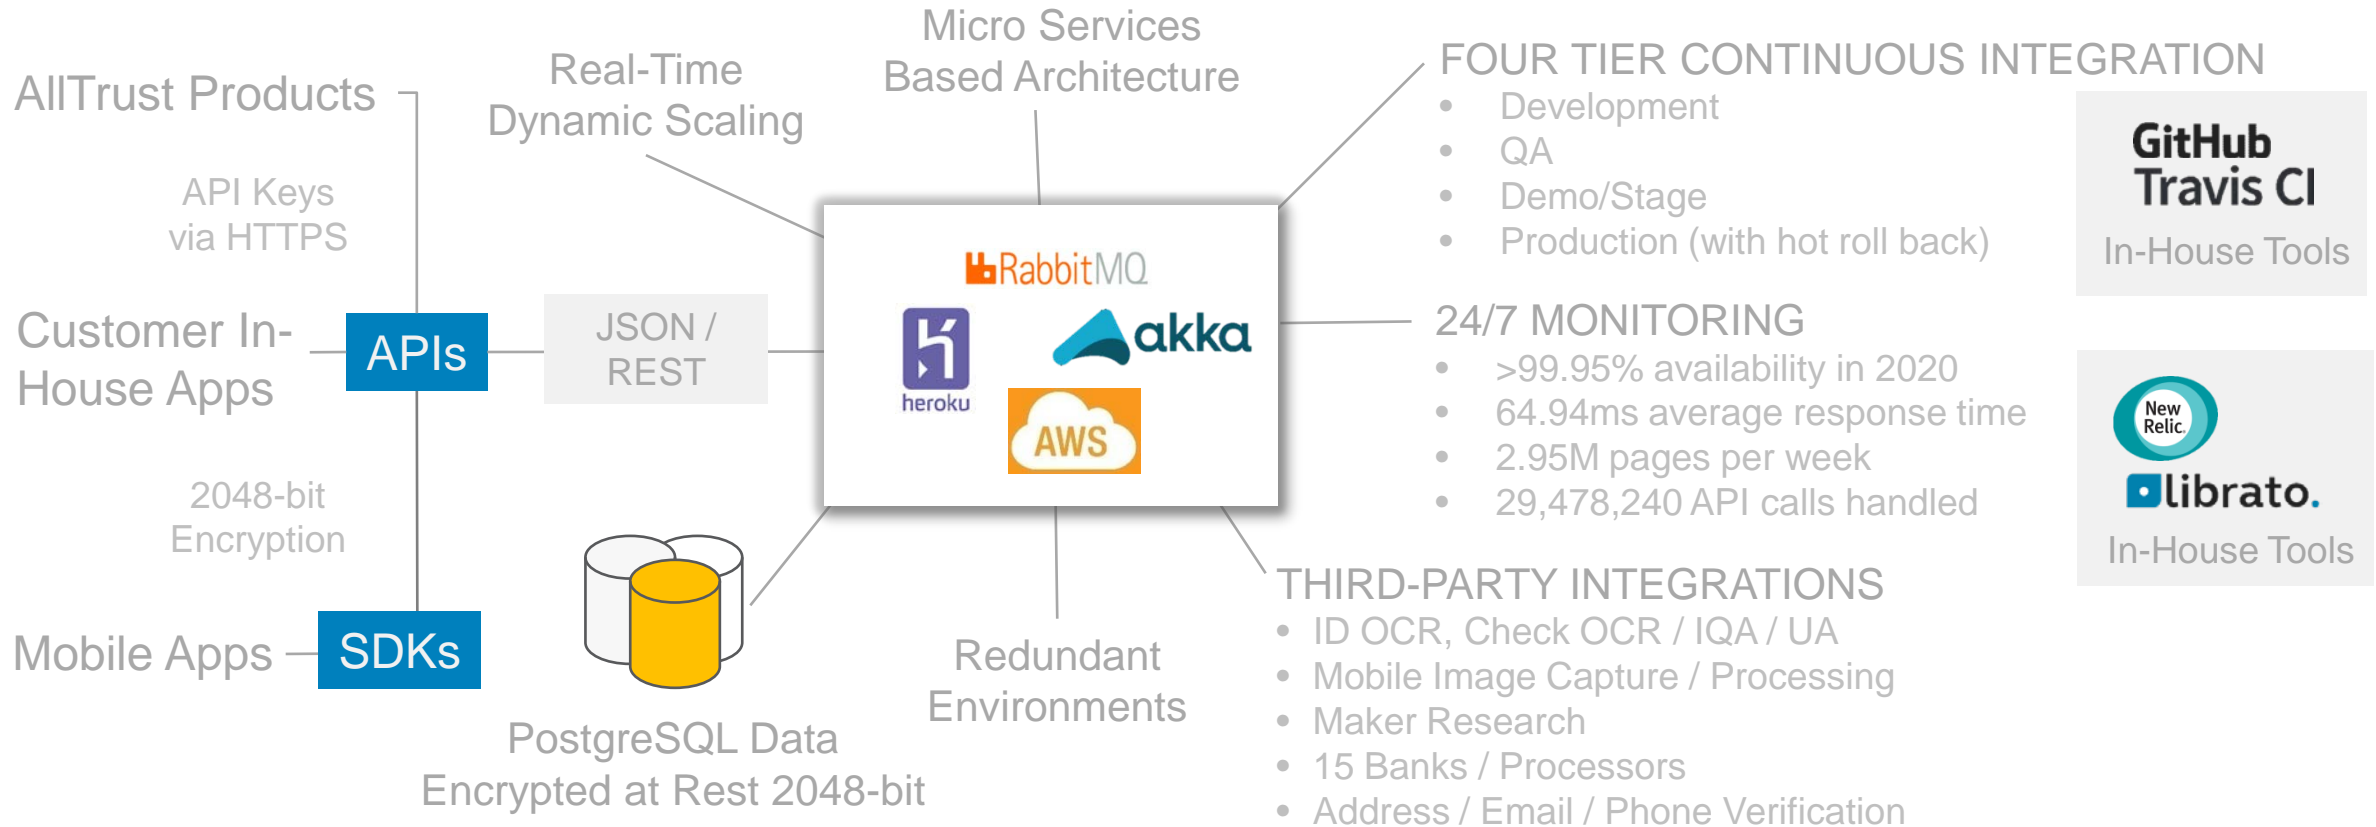 AllTrust Products
API Keys
via HTTPS
Customer In-
House Apps
APIs
2048-bit
Encryption
Mobile Apps
SDKs
JSON /
REST
Real-Time
Dynamic Scaling
Micro Services
Based Architecture
RabbitMQ
heroku
akka
AWS
PostgreSQL Data
Encrypted at Rest 2048-bit
Redundant
Environments
FOUR TIER CONTINUOUS INTEGRATION
• Development
• QA
• Demo/Stage
• Production (with hot roll back)
GitHub
Travis CI
In-House Tools
24/7 MONITORING
• >99.95% availability in 2020
• 64.94ms average response time
• 2.95M pages per week
• 29,478,240 API calls handled
New
Relic.
librato.
In-House Tools
THIRD-PARTY INTEGRATIONS
• ID OCR, Check OCR / IQA / UA
• Mobile Image Capture / Processing
• Maker Research
• 15 Banks / Processors
• Address / Email / Phone Verification